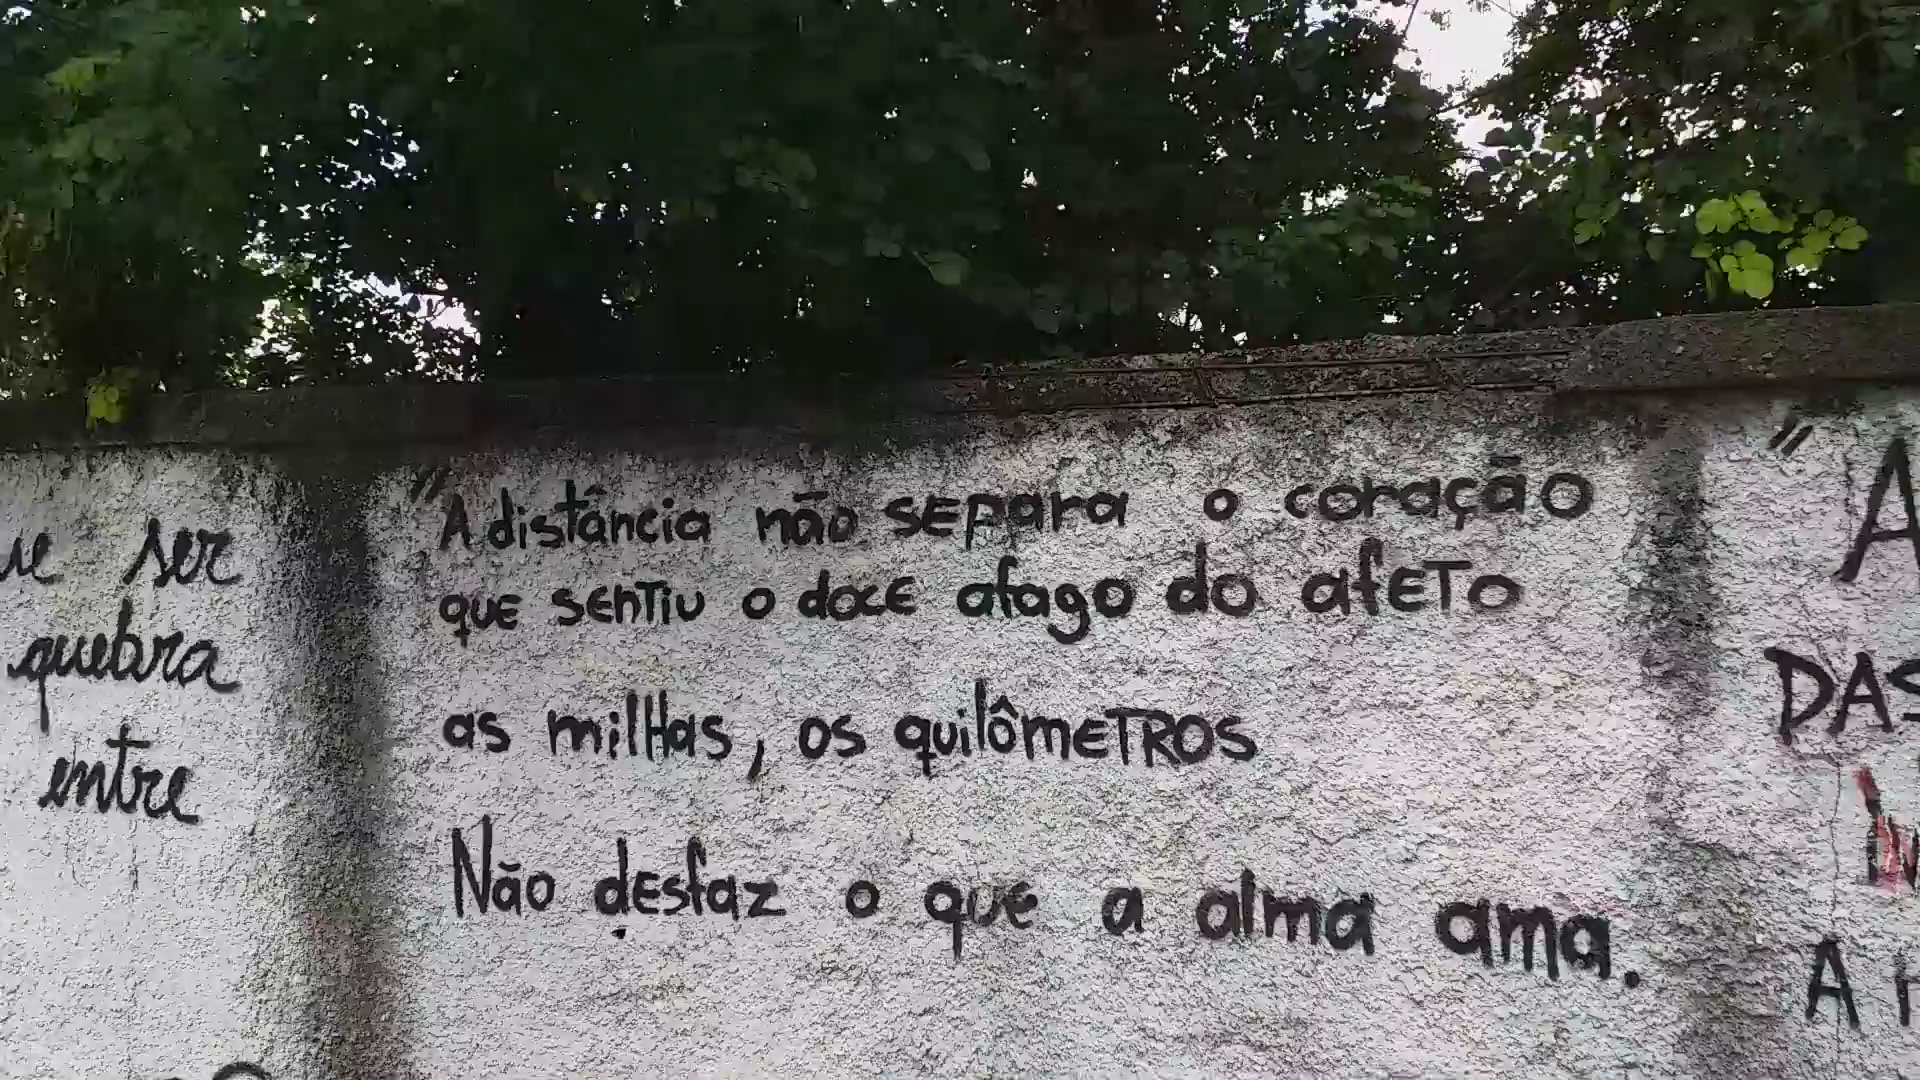 ser
quebra
entre
"A distância não separa o coração
que sentiu o doce afago do afeto
as milhas, os quilômetros
Não desfaz o que a alma ama.
"A
DAS
A